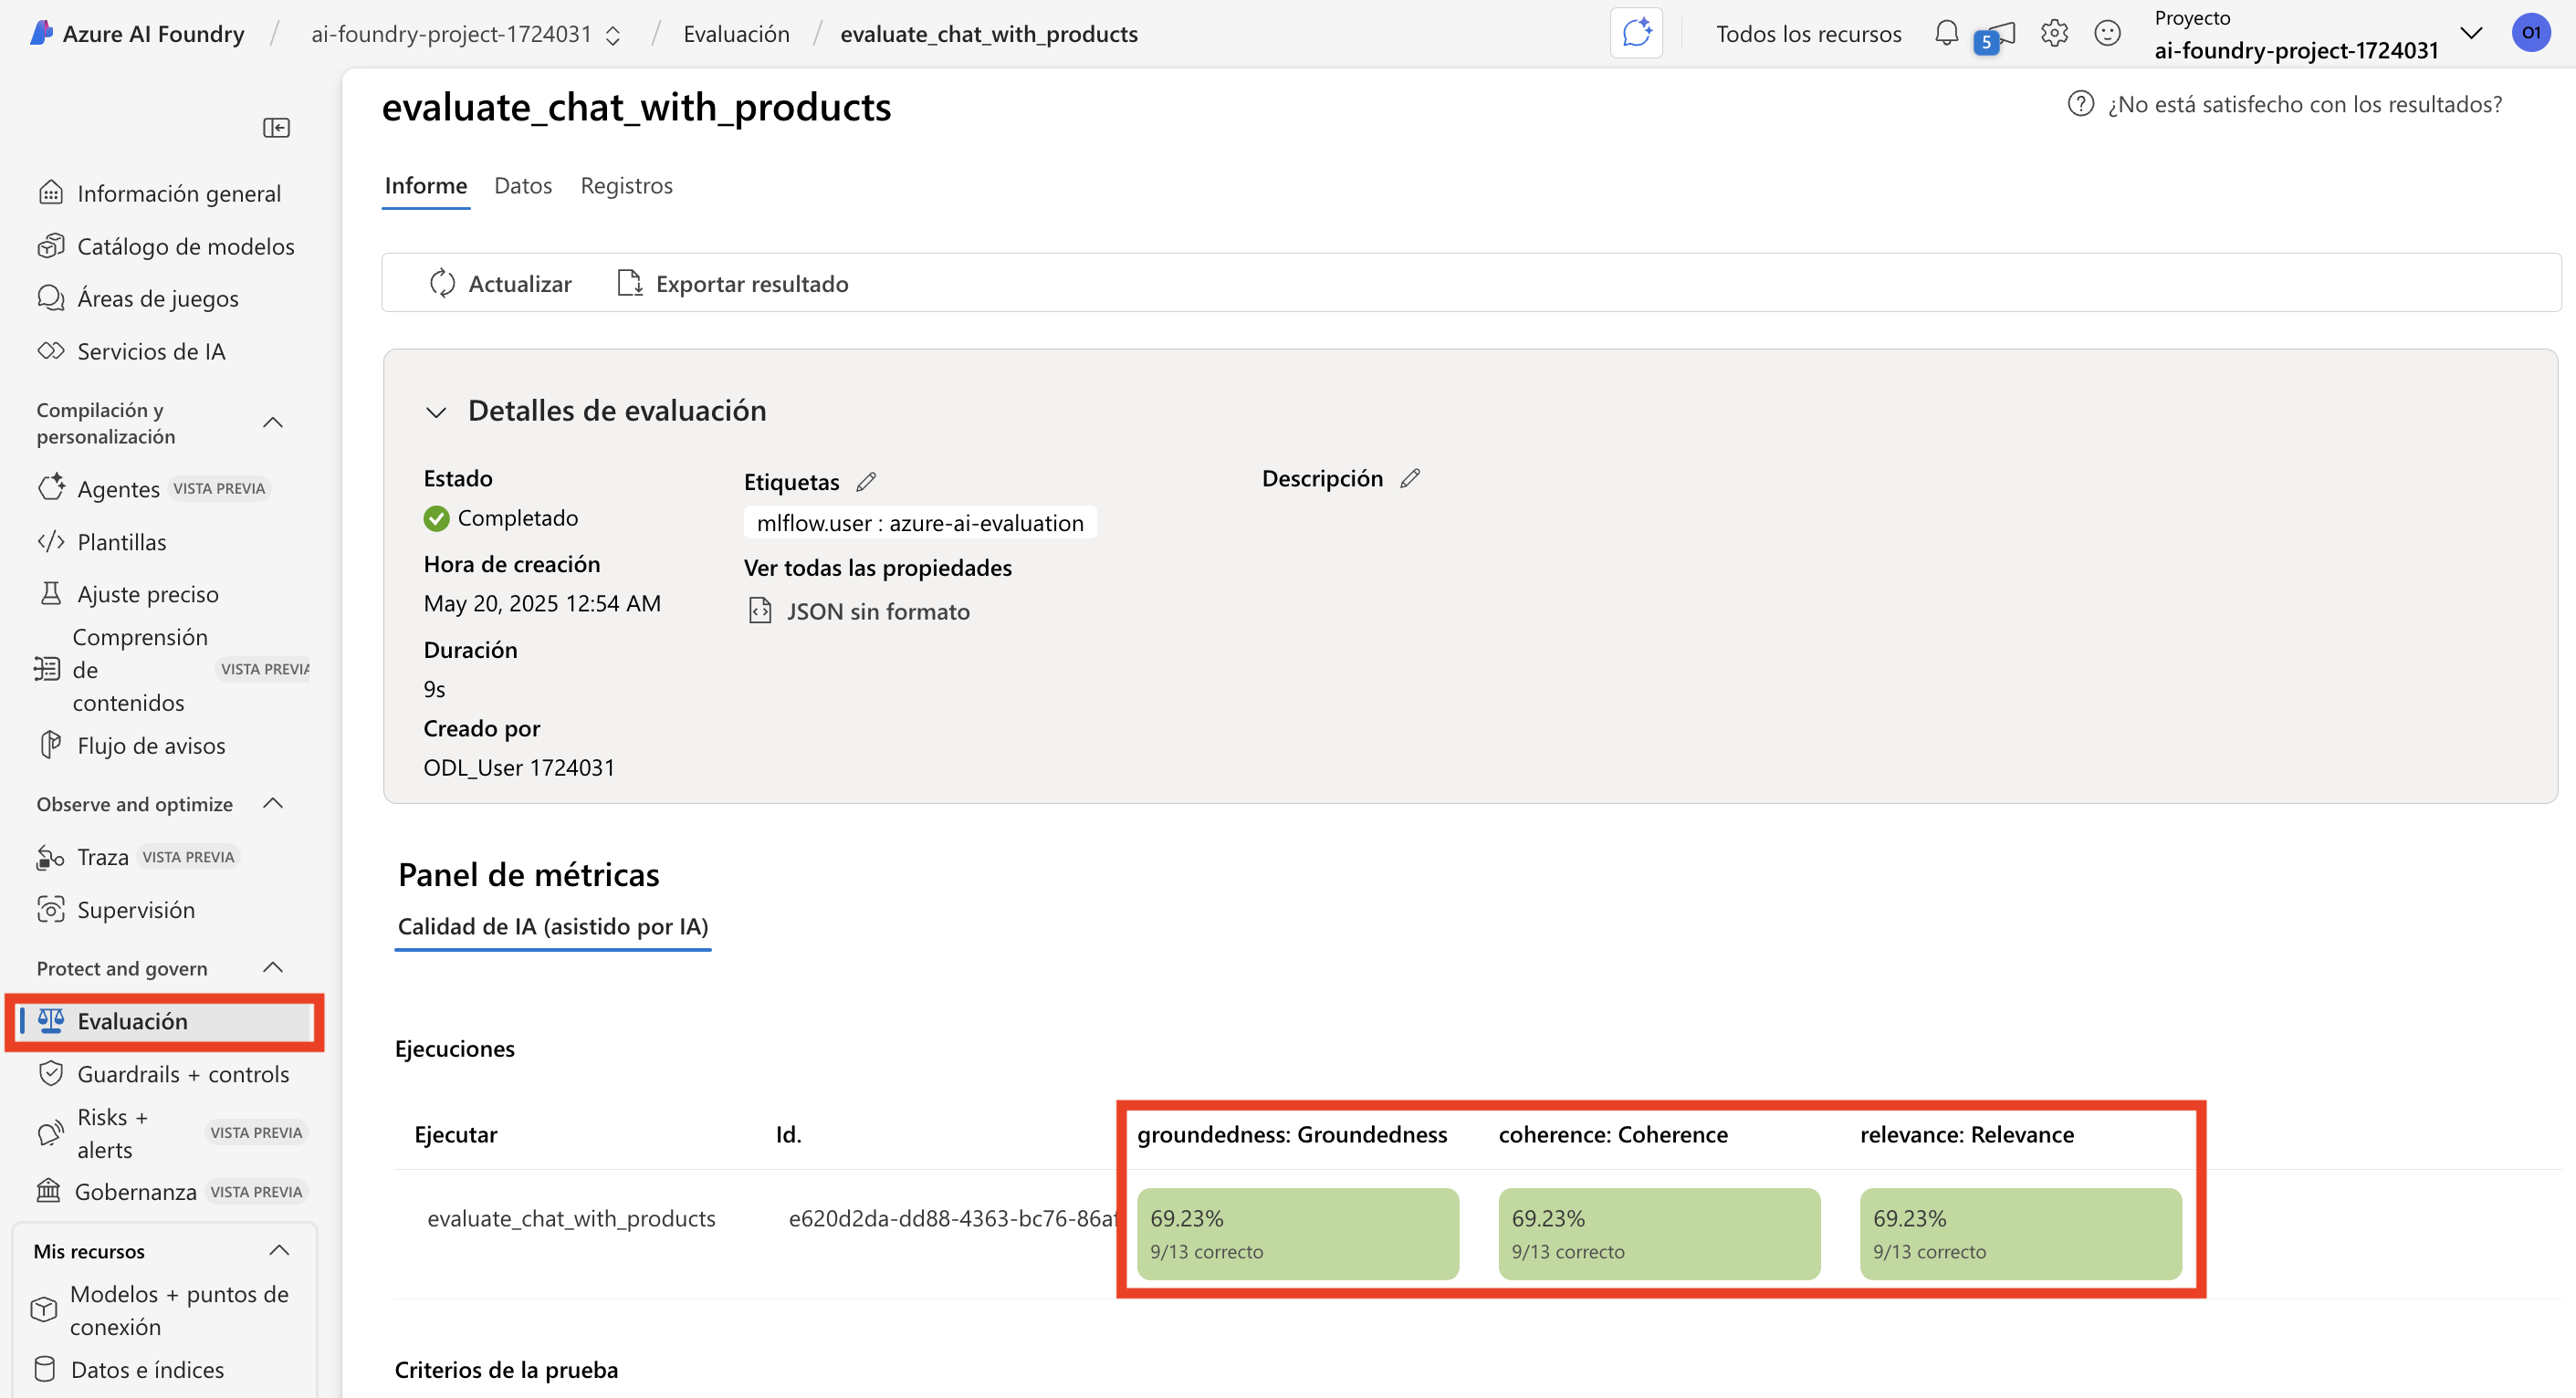 Azure AI Foundry / ai-foundry-project-1724031 / Evaluación / evaluate_chat_with_products
Todos los recursos
5
Proyecto
ai-foundry-project-1724031
O1
Información general
Catálogo de modelos
Áreas de juegos
Servicios de IA
Compilación y
personalización
Agentes VISTA PREVIA
Plantillas
Ajuste preciso
Comprensión
de VISTA PREVIA
contenidos
Flujo de avisos
Observe and optimize
Traza VISTA PREVIA
Supervisión
Protect and govern
Evaluación
Guardrails + controls
Risks +
alerts VISTA PREVIA
Gobernanza VISTA PREVIA
Mis recursos
Modelos + puntos de
conexión
Datos e índices
evaluate_chat_with_products
¿No está satisfecho con los resultados?
Informe Datos Registros
Actualizar Exportar resultado
Detalles de evaluación
Estado
Completado
Hora de creación
May 20, 2025 12:54 AM
Duración
9s
Creado por
ODL_User 1724031
Etiquetas
mlflow.user : azure-ai-evaluation
Ver todas las propiedades
JSON sin formato
Descripción
Panel de métricas
Calidad de IA (asistido por IA)
Ejecuciones
Ejecutar Id. groundedness: Groundedness coherence: Coherence relevance: Relevance
evaluate_chat_with_products e620d2da-dd88-4363-bc76-86a
69.23% 69.23% 69.23%
9/13 correcto 9/13 correcto 9/13 correcto
Criterios de la prueba